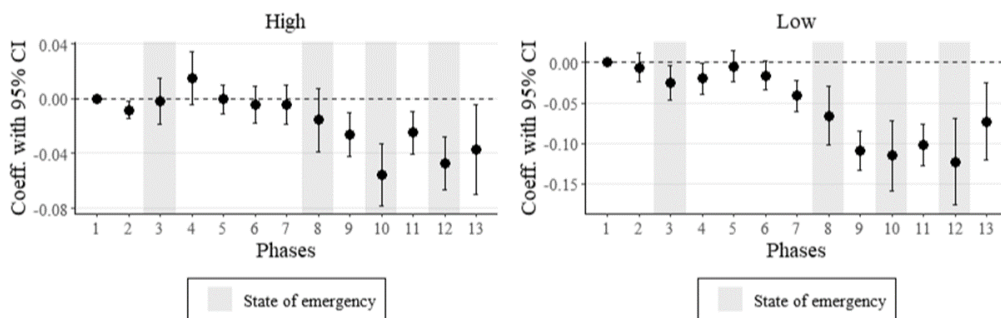 High
Coeff. with 95% CI
0.04
0.00
-0.04
-0.08
1 2 3 4 5 6 7 8 9 10 11 12 13
Phases
State of emergency
Low
Coeff. with 95% CI
0.00
-0.05
-0.10
-0.15
1 2 3 4 5 6 7 8 9 10 11 12 13
Phases
State of emergency